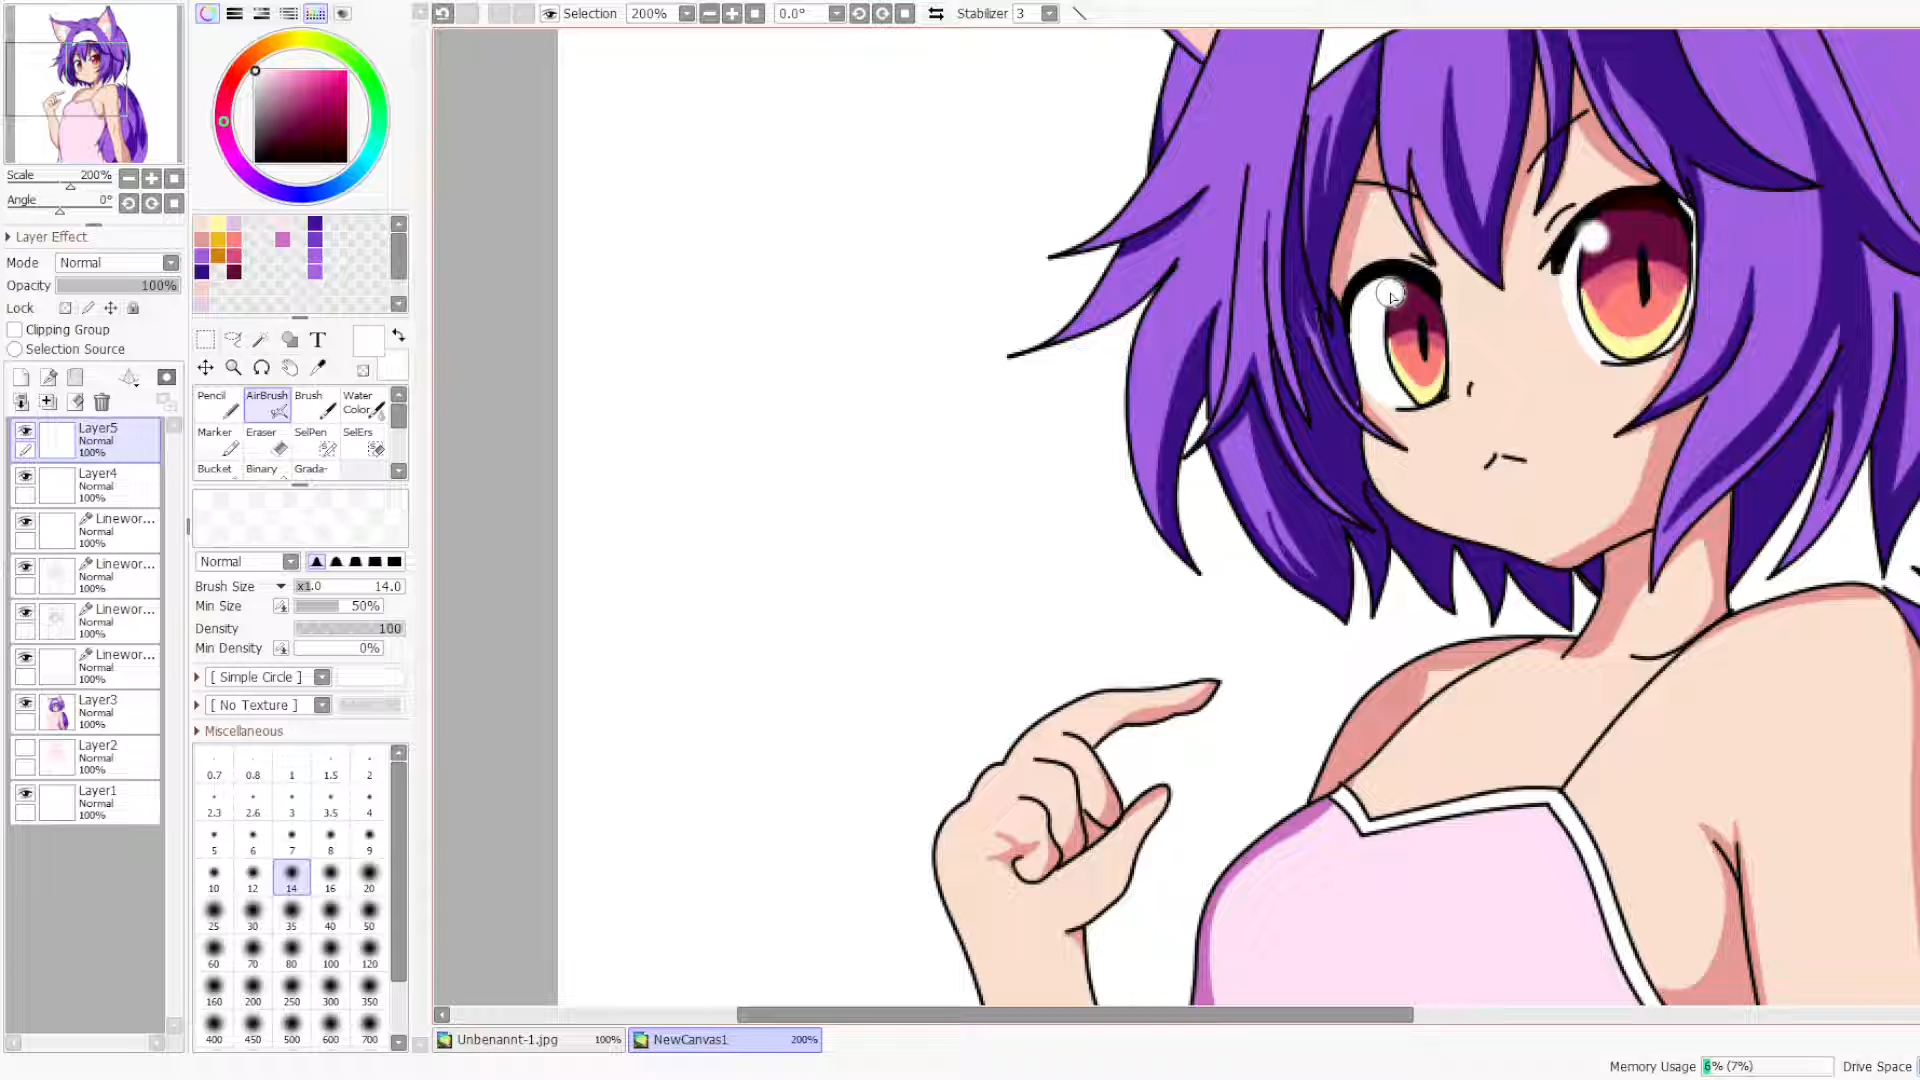 Selection 200% 0.0° Stabilizer 3
Scale 200%
Angle 0°
Layer Effect
Mode Normal
Opacity 100%
Lock
Clipping Group
Selection Source
Layer5
Normal
100%
Layer4
Normal
100%
Linewor...
Normal
100%
Linewor...
Normal
100%
Linewor...
Normal
100%
Linewor...
Normal
100%
Layer3
Normal
100%
Layer2
Normal
100%
Layer1
Normal
100%
T
Pencil AirBrush Brush Water Color
Marker Eraser SelPen SelErs
Bucket Binary Grada-
Normal
Brush Size x1.0 14.0
Min Size 50%
Density 100
Min Density 0%
[ Simple Circle ]
[ No Texture ]
Miscellaneous
0.7 0.8 1 1.5 2
2.3 2.6 3 3.5 4
5 6 7 8 9
10 12 14 16 20
25 30 35 40 50
60 70 80 100 120
160 200 250 300 350
400 450 500 600 700
Unbenannt-1.jpg 100% NewCanvas1 200%
Memory Usage 6% (7%) Drive Space